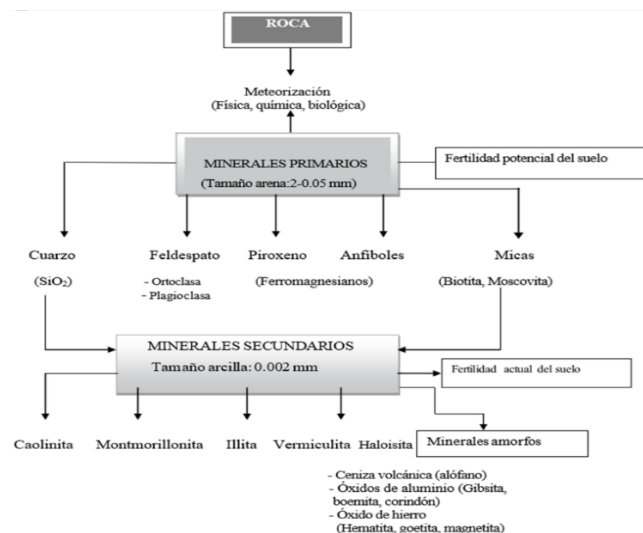 ROCA
Meteorización
(Física, química, biológica)
MINERALES PRIMARIOS
(Tamaño arena:2-0.05 mm)
Fertilidad potencial del suelo
Cuarzo
(SiO₂)
Feldespato
- Ortoclasa
- Plagioclasa
Piroxeno
Anfiboles
(Ferromagnesianos)
Micas
(Biotita, Moscovita)
MINERALES SECUNDARIOS
Tamaño arcilla: 0.002 mm
Fertilidad actual del suelo
Caolinita
Montmorillonita
Illita
Vermiculita
Haloisita
Minerales amorfos
- Ceniza volcánica (alófano)
- Óxidos de aluminio (Gibsita,
boemita, corindón)
- Óxido de hierro
(Hematita, goetita, magnetita)